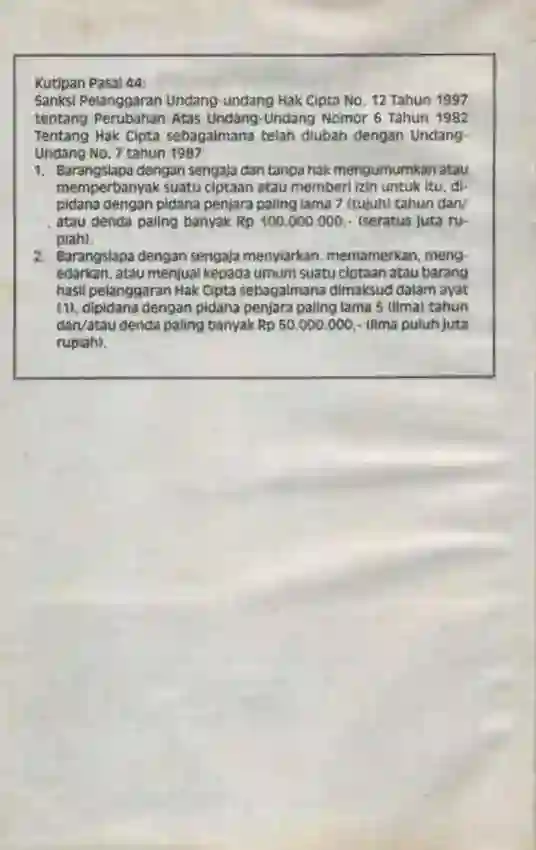 Kutipan Pasal 44:
Sanksi Pelanggaran Undang-undang Hak Cipta No. 12 Tahun 1997
tentang Perubahan Atas Undang-Undang Nomor 6 Tahun 1982
Tentang Hak Cipta sebagaimana telah diubah dengan Undang-
Undang No. 7 tahun 1987
1. Barangsiapa dengan sengaja dan tanpa hak mengumumkan atau
memperbanyak suatu ciptaan atau memberi izin untuk itu, di-
pidana dengan pidana penjara paling lama 7 (tujuh) tahun dan/
atau denda paling banyak Rp 100.000.000,- (seratus juta ru-
piah).
2. Barangsiapa dengan sengaja menyiarkan, memamerkan, meng-
edarkan, atau menjual kepada umum suatu ciptaan atau barang
hasil pelanggaran Hak Cipta sebagaimana dimaksud dalam ayat
(1), dipidana dengan pidana penjara paling lama 5 (lima) tahun
dan/atau denda paling banyak Rp 50.000.000,- (lima puluh juta
rupiah).